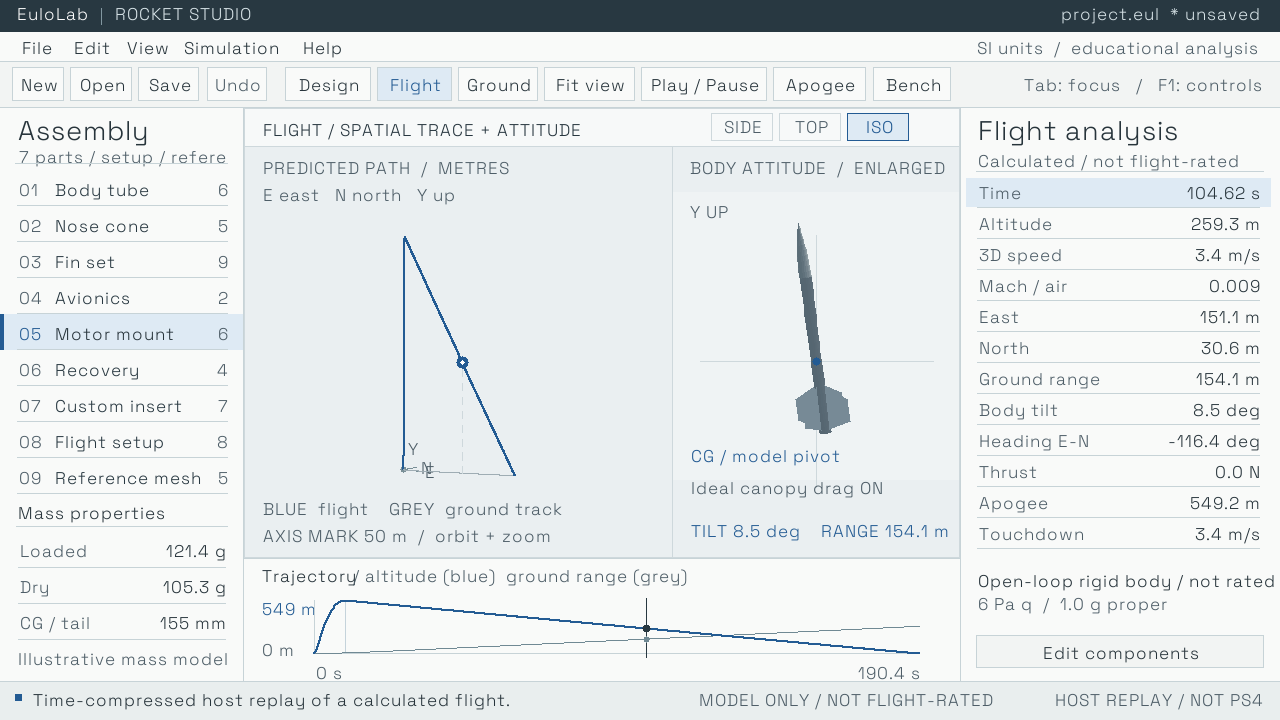 EuloLab | ROCKET STUDIO
project.eul * unsaved
File Edit View Simulation Help
SI units / educational analysis
New Open Save Undo Design Flight Ground Fit view Play / Pause Apogee Bench
Tab: focus / F1: controls
Assembly
7 parts / setup / refere
01 Body tube 6
02 Nose cone 5
03 Fin set 9
04 Avionics 2
05 Motor mount 6
06 Recovery 4
07 Custom insert 7
08 Flight setup 8
09 Reference mesh 5
Mass properties
Loaded 121.4 g
Dry 105.3 g
CG / tail 155 mm
Illustrative mass model
FLIGHT / SPATIAL TRACE + ATTITUDE
SIDE TOP ISO
PREDICTED PATH / METRES
E east N north Y up
Y
N
E
BLUE flight GREY ground track
AXIS MARK 50 m / orbit + zoom
BODY ATTITUDE / ENLARGED
Y UP
CG / model pivot
Ideal canopy drag ON
TILT 8.5 deg RANGE 154.1 m
Trajectory / altitude (blue) ground range (grey)
549 m
0 m
0 s 190.4 s
Flight analysis
Calculated / not flight-rated
Time 104.62 s
Altitude 259.3 m
3D speed 3.4 m/s
Mach / air 0.009
East 151.1 m
North 30.6 m
Ground range 154.1 m
Body tilt 8.5 deg
Heading E-N -116.4 deg
Thrust 0.0 N
Apogee 549.2 m
Touchdown 3.4 m/s
Open-loop rigid body / not rated
6 Pa q / 1.0 g proper
Edit components
Time-compressed host replay of a calculated flight.
MODEL ONLY / NOT FLIGHT-RATED
HOST REPLAY / NOT PS4